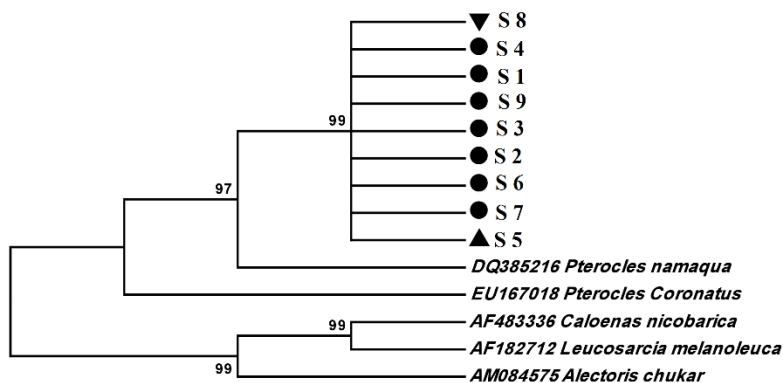 S 8
S 4
S 1
S 9
99
S 3
S 2
S 6
97
S 7
S 5
DQ385216 Pterocles namaqua
EU167018 Pterocles Coronatus
AF483336 Caloenas nicobarica
99
AF182712 Leucosarcia melanoleuca
99
AM084575 Alectoris chukar